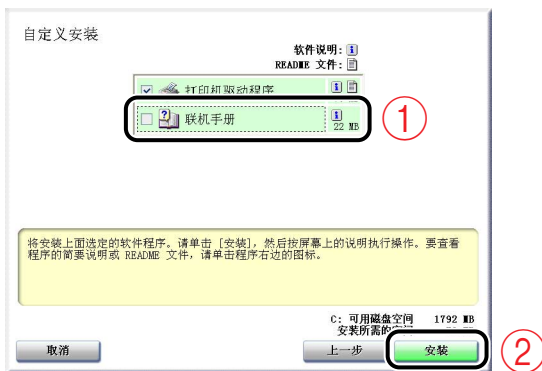 自定义安装
软件说明:
README 文件:
打印机驱动程序
联机手册
22 MB
①
将安装上面选定的软件程序。请单击 [安装]，然后按屏幕上的说明执行操作。要查看
程序的简要说明或 README 文件，请单击程序右边的图标。
C: 可用磁盘空间 1792 MB
安装所需的空间
取消
上一步
安装
②